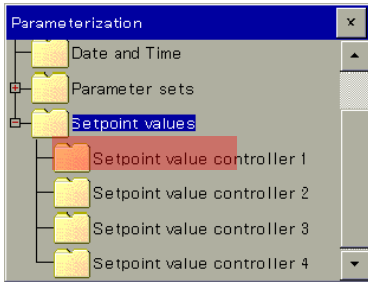 Parameterization x
Date and Time
Parameter sets
Setpoint values
Setpoint value controller 1
Setpoint value controller 2
Setpoint value controller 3
Setpoint value controller 4